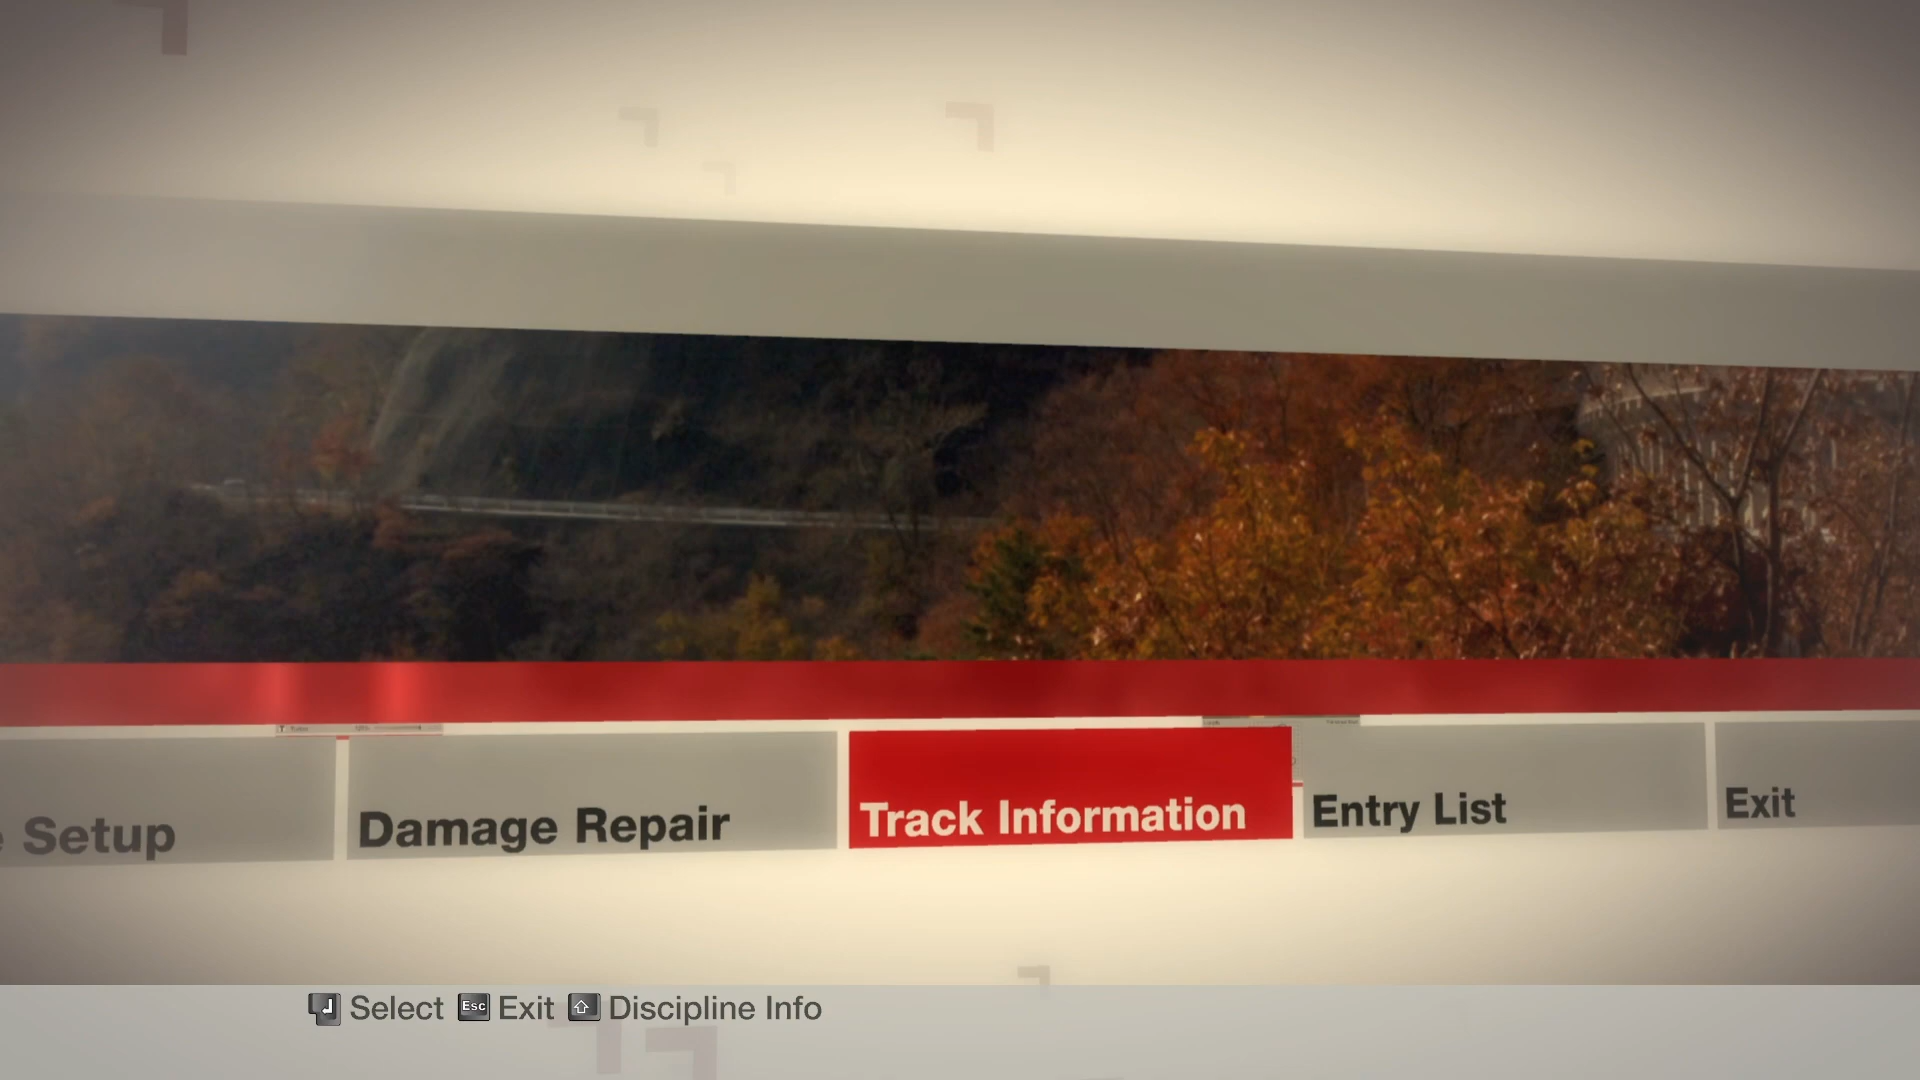 Setup
Damage Repair
Track Information
Entry List
Exit
Select Esc Exit Discipline Info